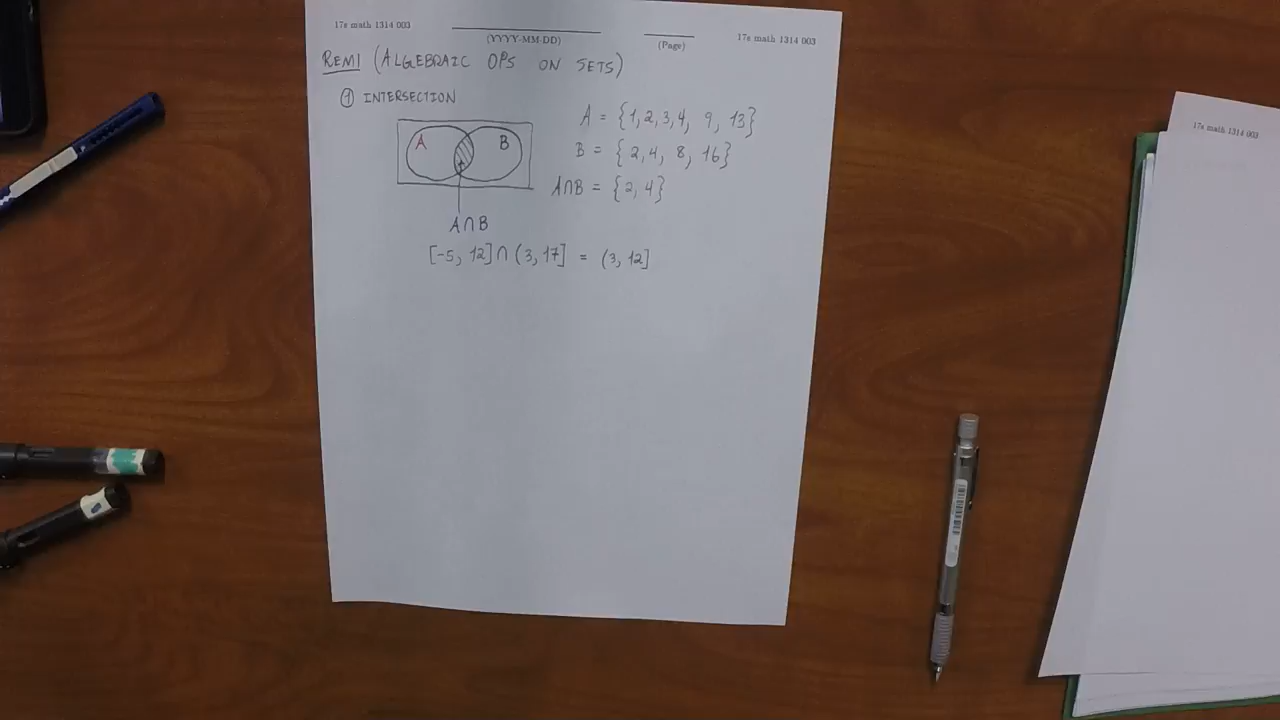 17s math 1314 003
(YYYY-MM-DD)
(Page)
17s math 1314 003
REM1 (ALGEBRAIC OPS ON SETS)
① INTERSECTION
A B
A∩B
A = {1, 2, 3, 4, 9, 13}
B = {2, 4, 8, 16}
A∩B = {2, 4}
[-5, 12] ∩ (3, 17] = (3, 12]
17s math 1314 003